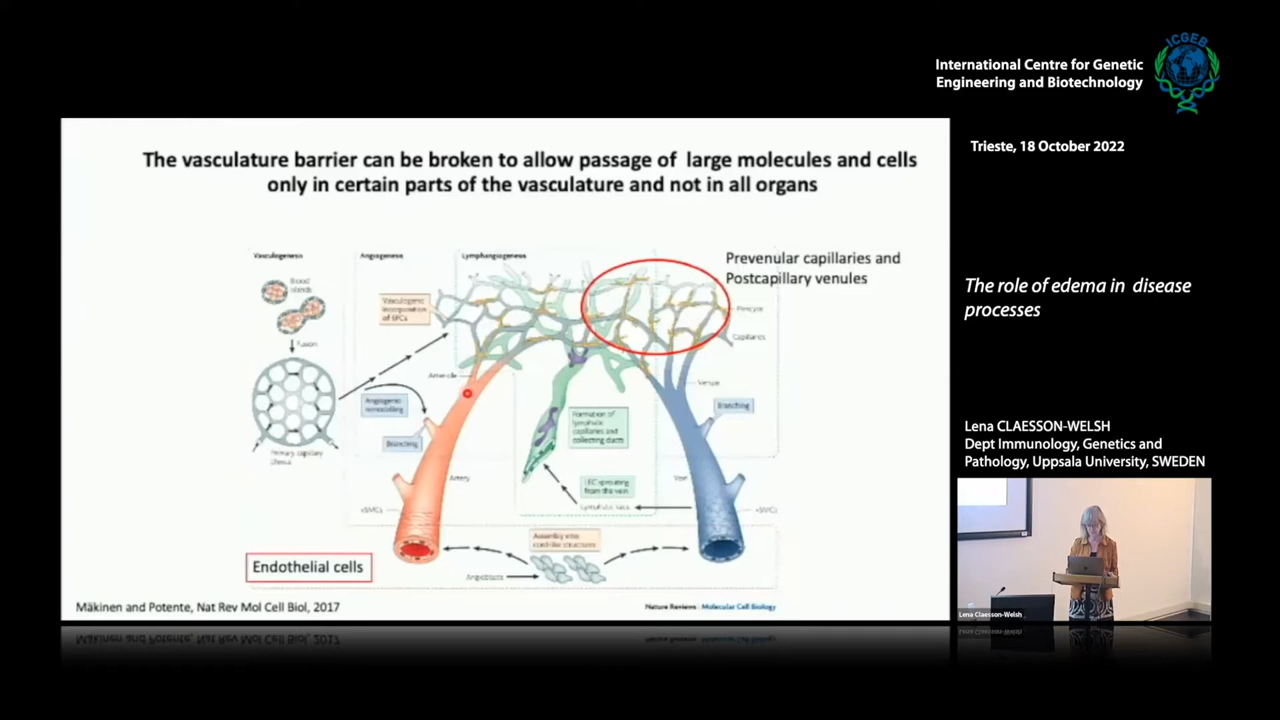 ICGEB
International Centre for Genetic
Engineering and Biotechnology
Trieste, 18 October 2022
The role of edema in disease
processes
Lena CLAESSON-WELSH
Dept Immunology, Genetics and
Pathology, Uppsala University, SWEDEN
Lena Claesson-Welsh
The vasculature barrier can be broken to allow passage of large molecules and cells
only in certain parts of the vasculature and not in all organs
Prevenular capillaries and
Postcapillary venules
Vasculogenesis
Angiogenesis
Lymphangiogenesis
Blood
islands
Fusion
Primary capillary
plexus
Vasculogenic
incorporation
of EPCs
Arteriole
Angiogenic
remodelling
Branching
Artery
vSMCs
Formation of
lymphatic
capillaries and
collecting ducts
LEC sprouting
from the vein
Lymphatic sacs
Pericyte
Capillaries
Venule
Branching
Vein
vSMCs
Assembly into
cord-like structures
Angioblasts
Endothelial cells
Mäkinen and Potente, Nat Rev Mol Cell Biol, 2017
Nature Reviews | Molecular Cell Biology